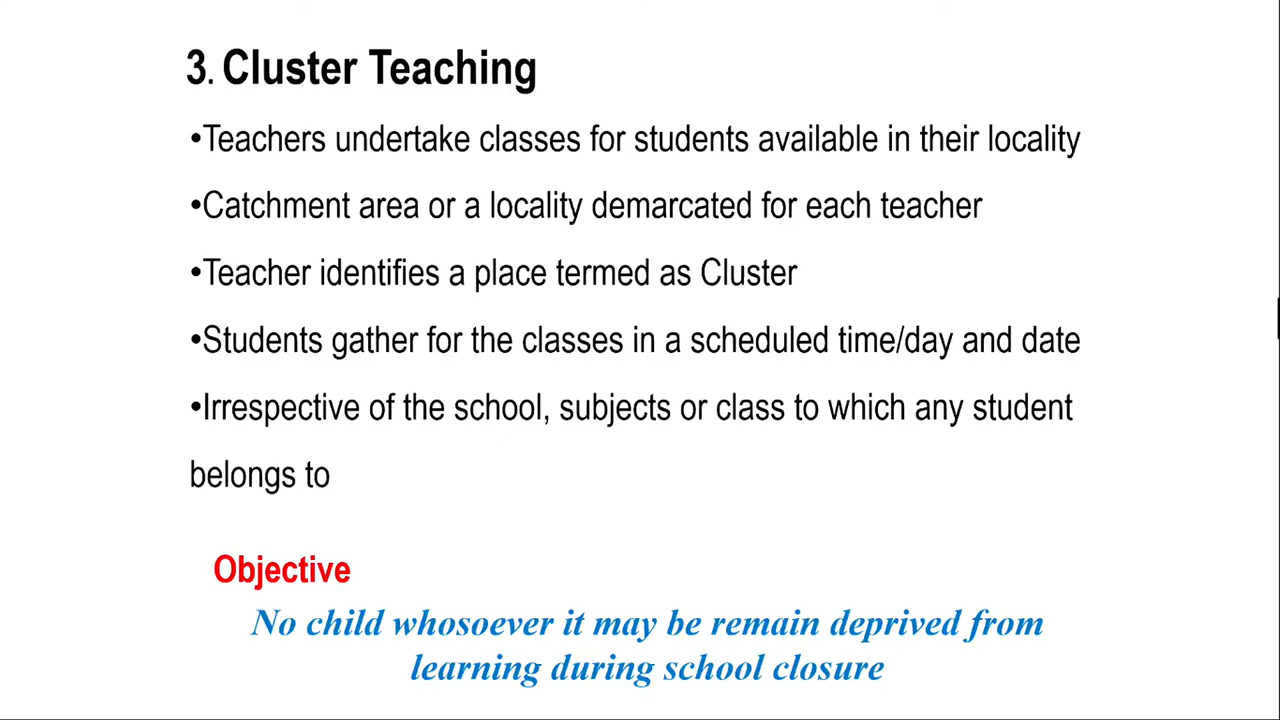 3. Cluster Teaching
•Teachers undertake classes for students available in their locality
•Catchment area or a locality demarcated for each teacher
•Teacher identifies a place termed as Cluster
•Students gather for the classes in a scheduled time/day and date
•Irrespective of the school, subjects or class to which any student
belongs to
Objective
No child whosoever it may be remain deprived from
learning during school closure